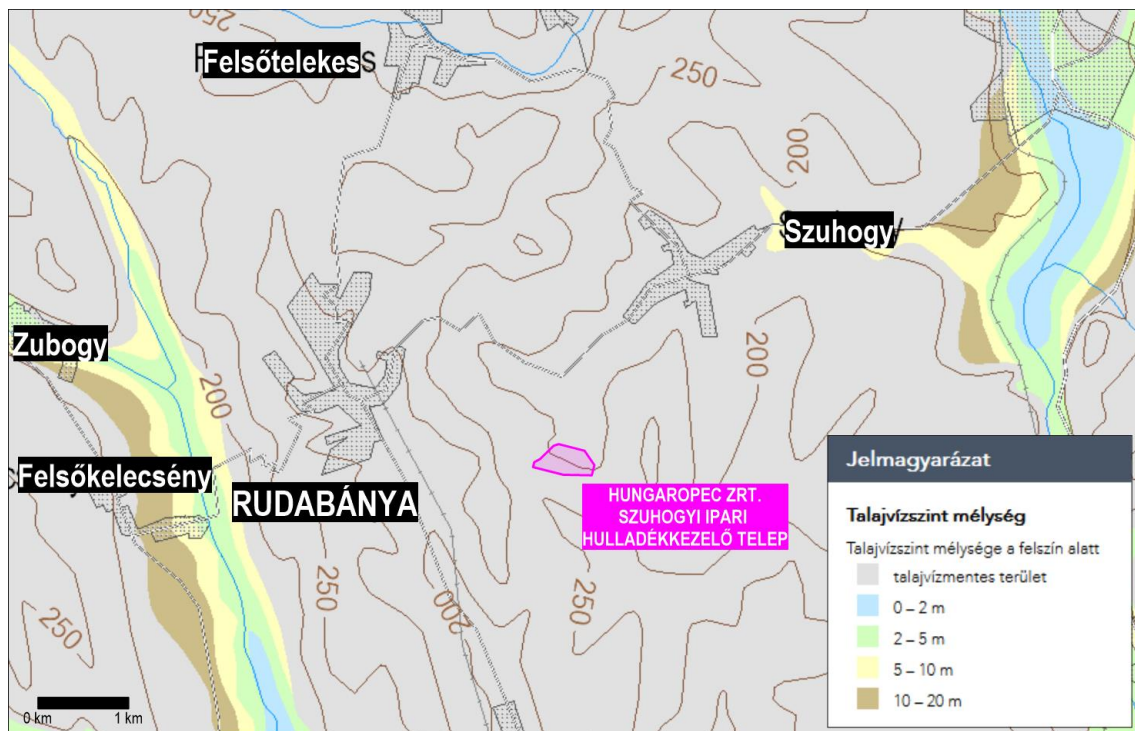 250
Felsőtelekes
250
200
Szuhogy
Zubogy
200
200
Felsőkelecsény
RUDABÁNYA
HUNGAROPEC ZRT.
SZUHOGYI IPARI
HULLADÉKKEZELŐ TELEP
250
250
200
250
0 km 1 km
Jelmagyarázat
Talajvízszint mélység
Talajvízszint mélysége a felszín alatt
talajvízmentes terület
0 – 2 m
2 – 5 m
5 – 10 m
10 – 20 m